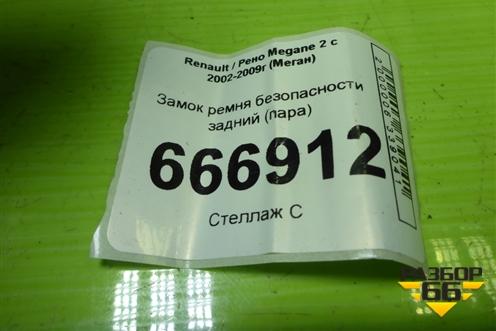 Renault / Рено Megane 2 с
2002-2009г (Меган)
Замок ремня безопасности
задний (пара)
666912
Стеллаж С
РАЗБОР
66